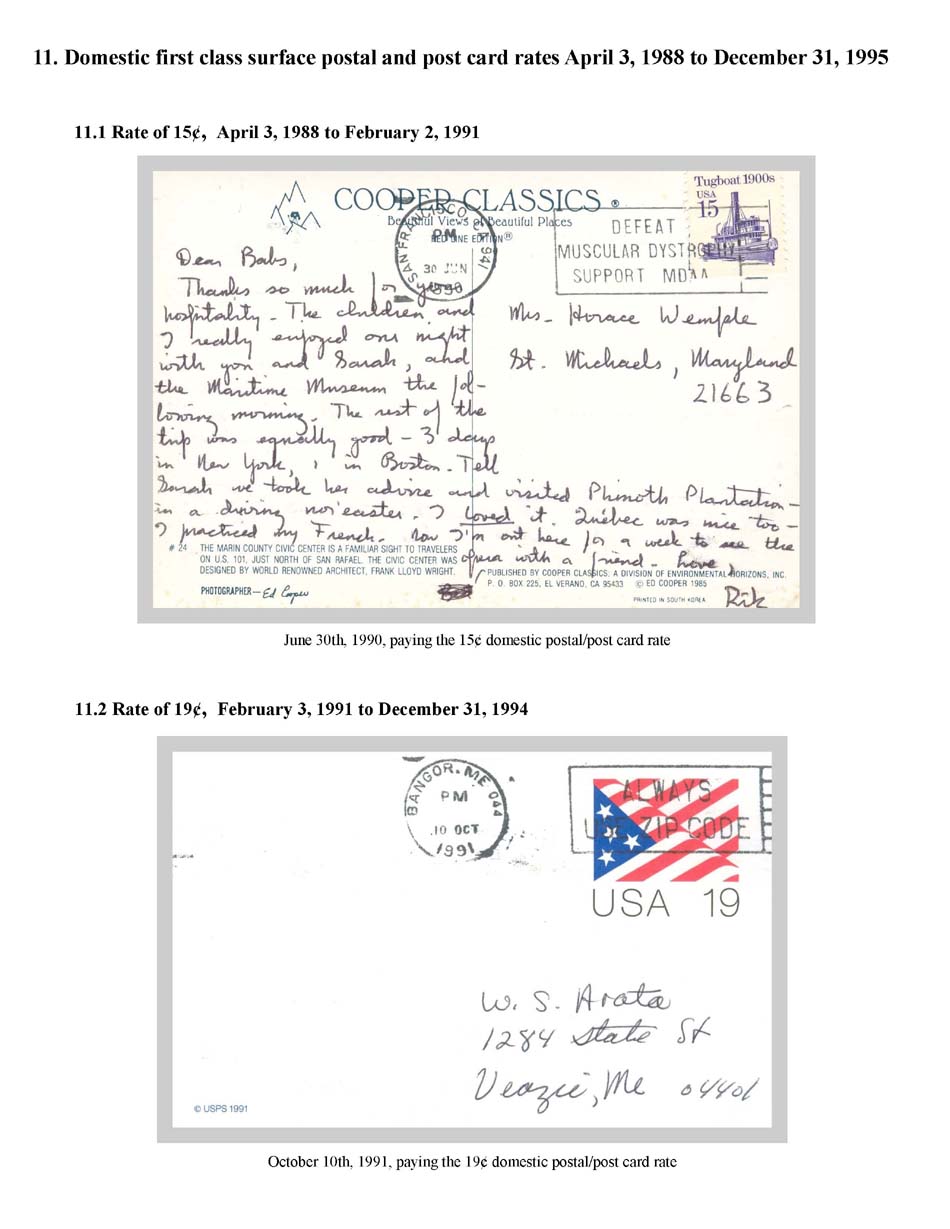 11. Domestic first class surface postal and post card rates April 3, 1988 to December 31, 1995
11.1 Rate of 15¢, April 3, 1988 to February 2, 1991
COOPER CLASSICS ®
Beautiful Views of Beautiful Places
RED LINE EDITION®
SAN FRANCISCO CA 941
PM
30 JUN
1990
DEFEAT
MUSCULAR DYSTROPHY
SUPPORT MDAA
Tugboat 1900s
USA
15
Dear Babs,
Thanks so much for your
hospitality - The children and
I really enjoyed our night
with you and Sarah, and
the Maritime Museum the fol-
lowing morning. The rest of the
trip was equally good - 3 days
in New York, in Boston. Tell
Sarah we took her advice and visited Plimoth Plantation -
in a driving nor'easter. I loved it. Québec was nice too -
I practiced my French. Now I'm out here for a week to see the
opera with a friend. Love,
Rik
Mrs. Horace Wemple
St. Michaels, Maryland
21663
# 24 THE MARIN COUNTY CIVIC CENTER IS A FAMILIAR SIGHT TO TRAVELERS
ON U.S. 101, JUST NORTH OF SAN RAFAEL. THE CIVIC CENTER WAS
DESIGNED BY WORLD RENOWNED ARCHITECT, FRANK LLOYD WRIGHT.
PHOTOGRAPHER — Ed Cooper
PUBLISHED BY COOPER CLASSICS; A DIVISION OF ENVIRONMENTAL HORIZONS, INC.
P. O. BOX 225, EL VERANO, CA 95433 © ED COOPER 1985
PRINTED IN SOUTH KOREA
June 30th, 1990, paying the 15¢ domestic postal/post card rate
11.2 Rate of 19¢, February 3, 1991 to December 31, 1994
BANGOR, ME 044
PM
10 OCT
1991
ALWAYS
USE ZIP CODE
USA 19
W. S. Arata
1284 State St
Veazie, Me 04401
© USPS 1991
October 10th, 1991, paying the 19¢ domestic postal/post card rate